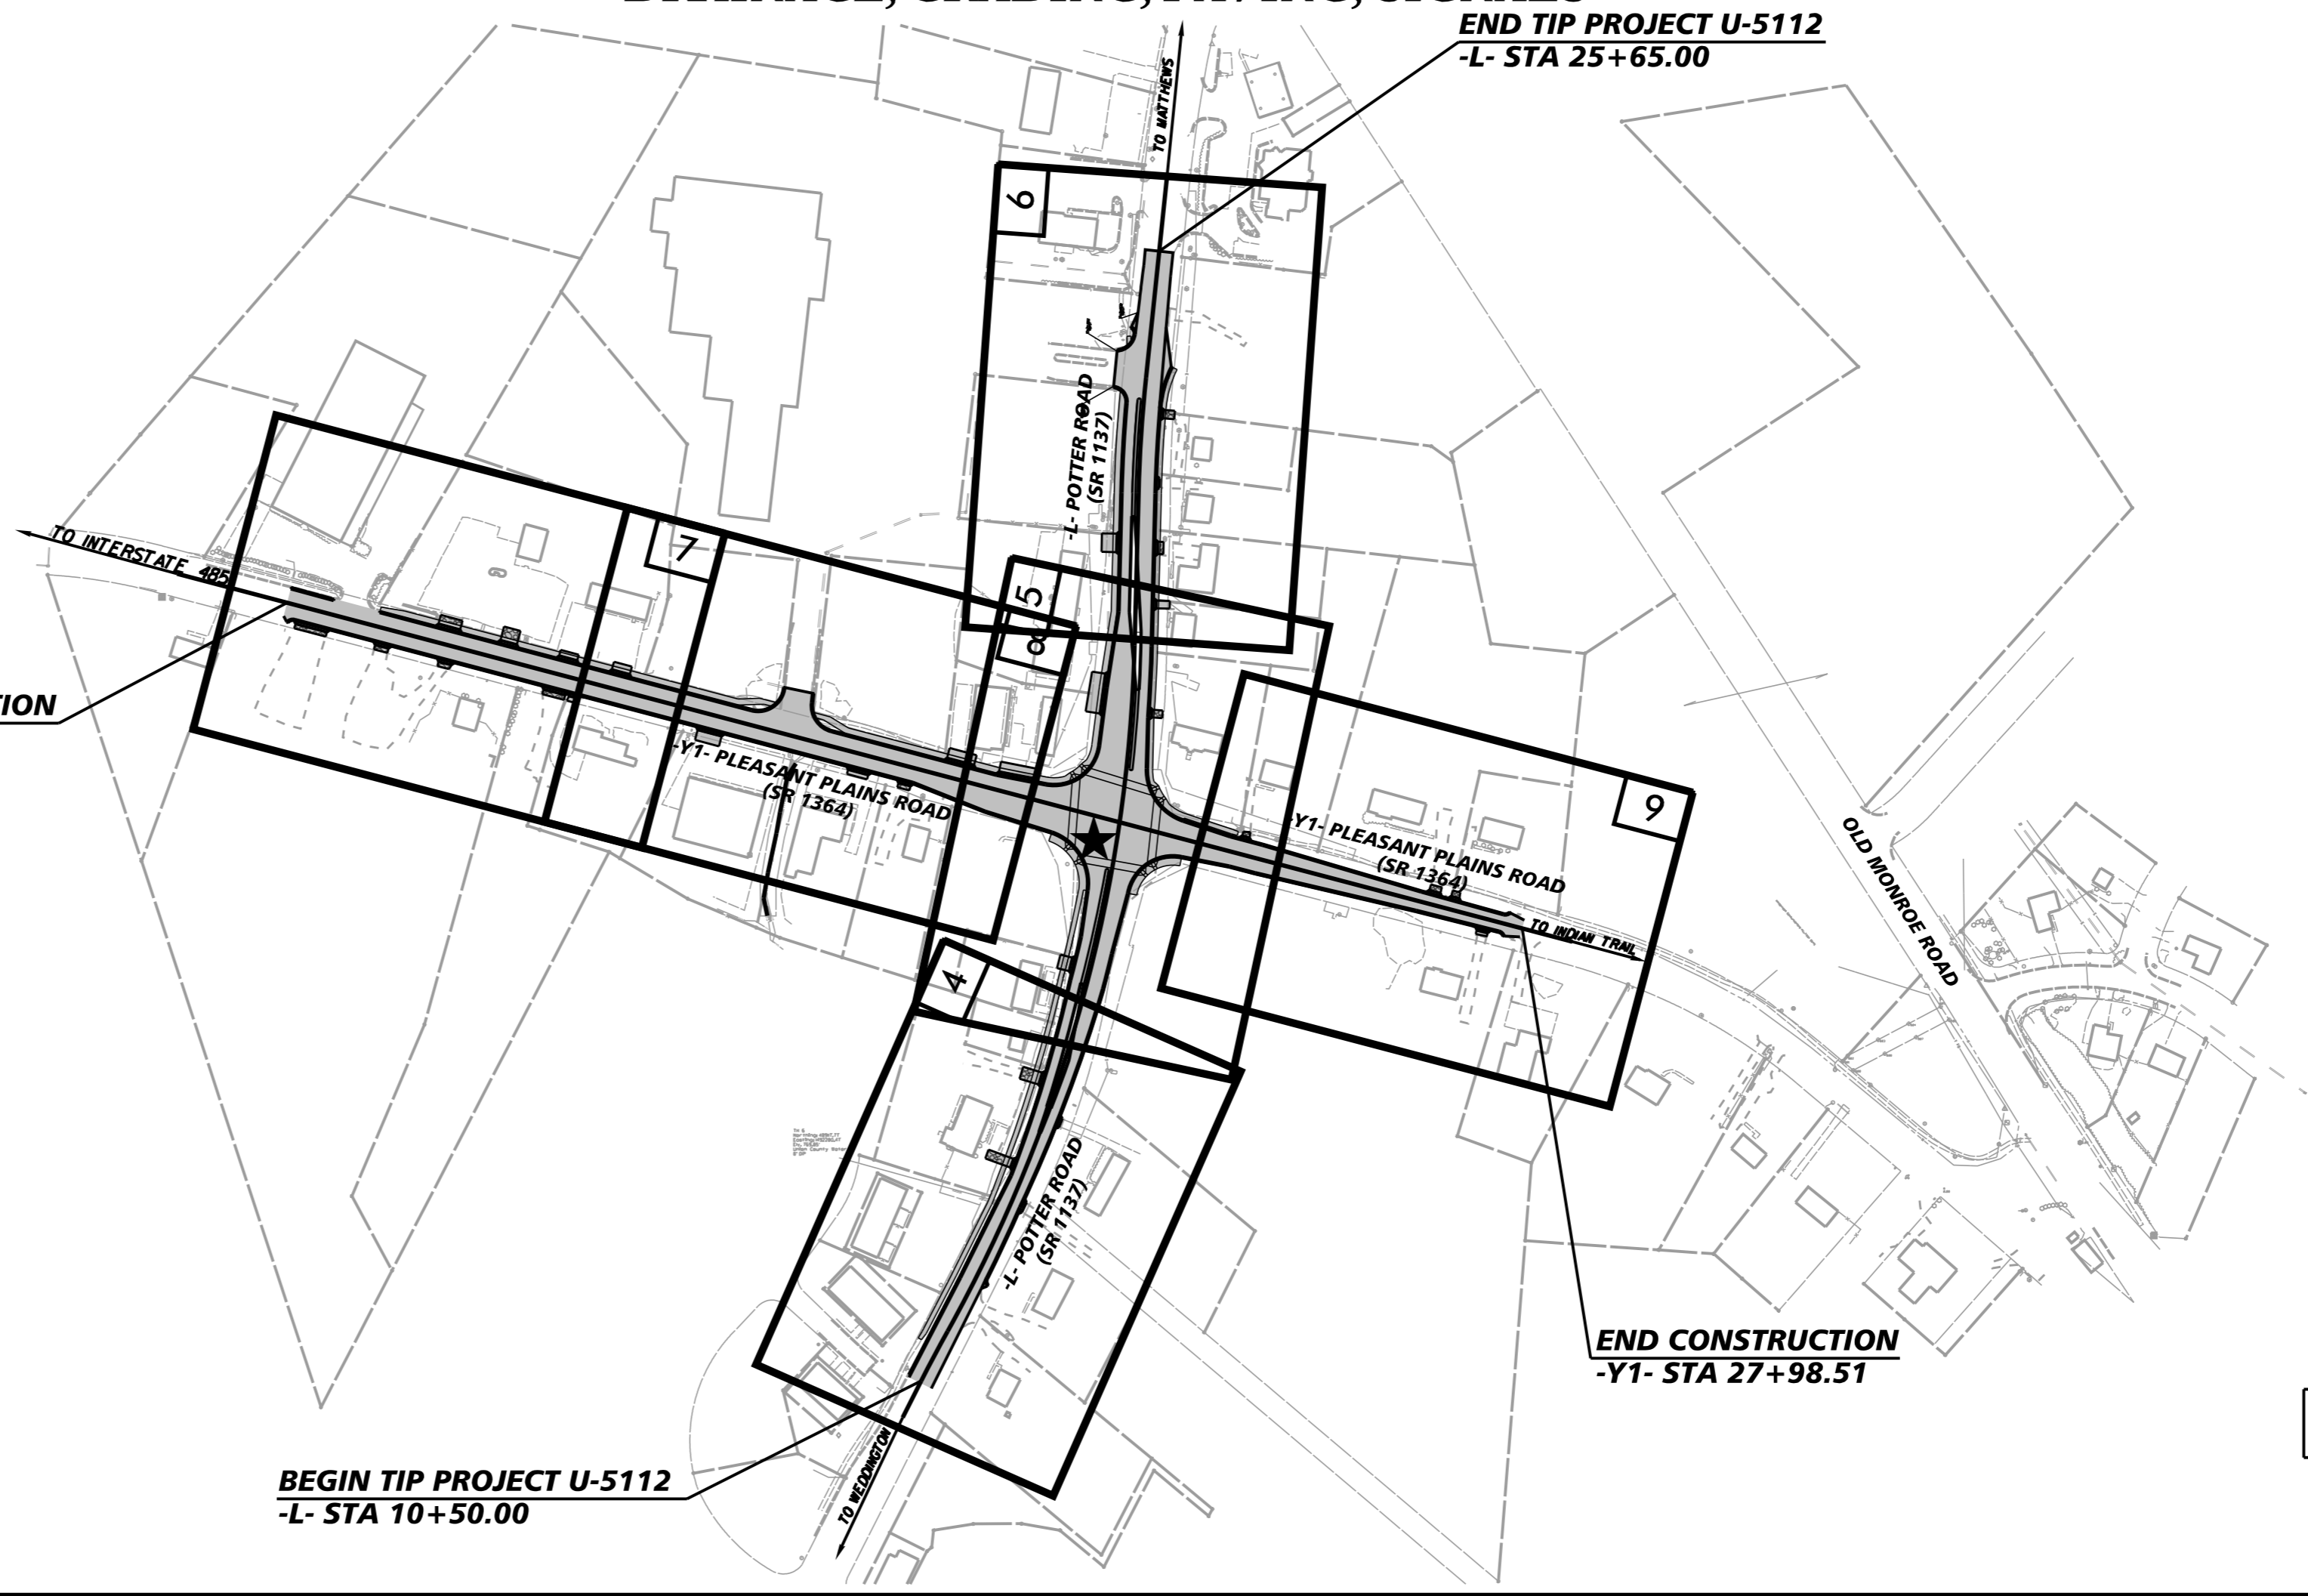 END TIP PROJECT U-5112
-L- STA 25+65.00
TO MATTHEWS
6
-L- POTTER ROAD
(SR 1137)
TO INTERSTATE 485
7
5
8
-Y1- PLEASANT PLAINS ROAD
(SR 1364)
-Y1- PLEASANT PLAINS ROAD
(SR 1364)
9
TO INDIAN TRAIL
OLD MONROE ROAD
4
-L- POTTER ROAD
(SR 1137)
END CONSTRUCTION
-Y1- STA 27+98.51
BEGIN TIP PROJECT U-5112
-L- STA 10+50.00
TO WEDDINGTON